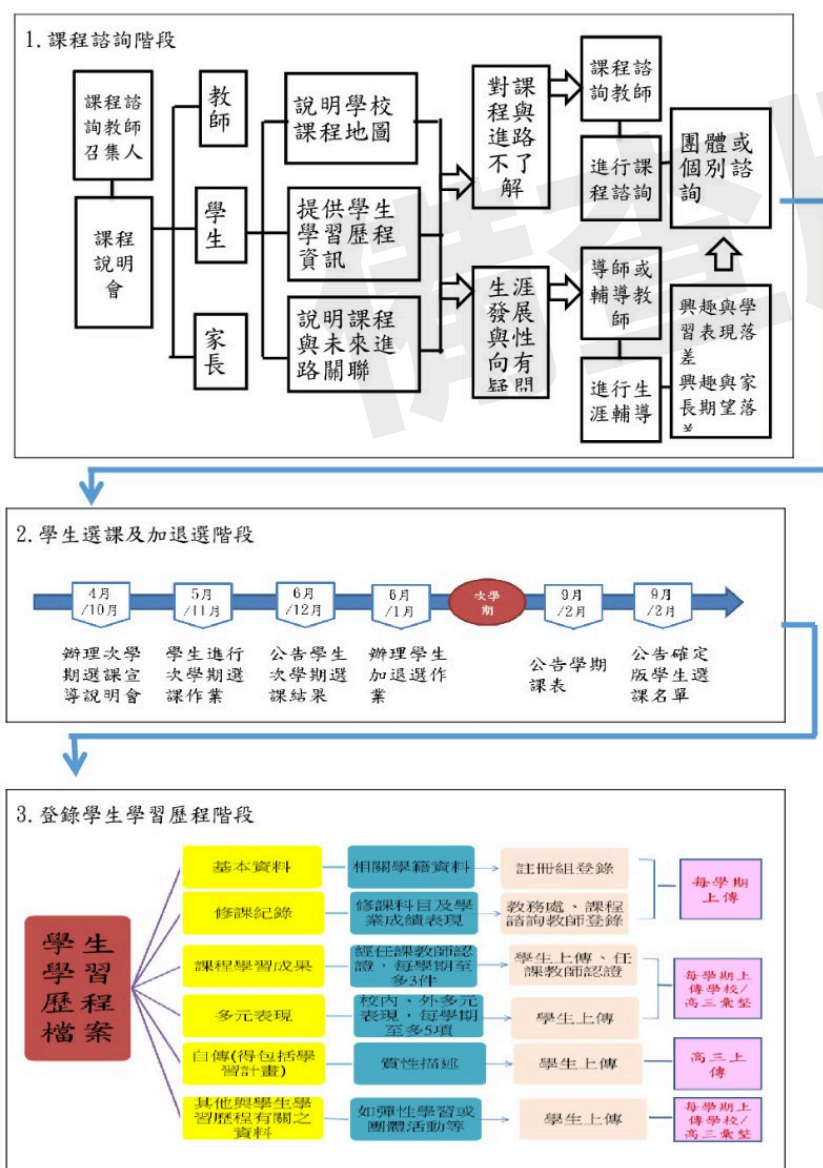 1.課程諮詢階段
課程諮
詢教師
召集人
課程
說明
會
教
師
學
生
家
長
說明學校
課程地圖
提供學生
學習歷程
資訊
說明課程
與未來進
路關聯
對課
程與
進路
不了
解
生涯
發展
與性
向有
疑問
課程諮
詢教師
進行課
程諮詢
導師或
輔導教
師
進行生
涯輔導
團體或
個別諮
詢
興趣與學
習表現落
差
興趣與家
長期望落
差
備查版
2.學生選課及加退選階段
4月
/10月
辦理次學
期選課宣
導說明會
5月
/11月
學生進行
次學期選
課作業
6月
/12月
公告學生
次學期選
課結果
6月
/1月
辦理學生
加退選作
業
次學
期
9月
/2月
公告學期
課表
9月
/2月
公告確定
版學生選
課名單
3.登錄學生學習歷程階段
學生
學習
歷程
檔案
基本資料
相關學籍資料
註冊組登錄
修課紀錄
修課科目及學
業成績表現
教務處、課程
諮詢教師登錄
每學期
上傳
課程學習成果
經任課教師認
證，每學期至
多3件
學生上傳、任
課教師認證
多元表現
校內、外多元
表現，每學期
至多5項
學生上傳
每學期上
傳學校/
高三彙整
自傳(得包括學
習計畫)
質性描述
學生上傳
高三上
傳
其他與學生學
習歷程有關之
資料
如彈性學習或
團體活動等
學生上傳
每學期上
傳學校/
高三彙整